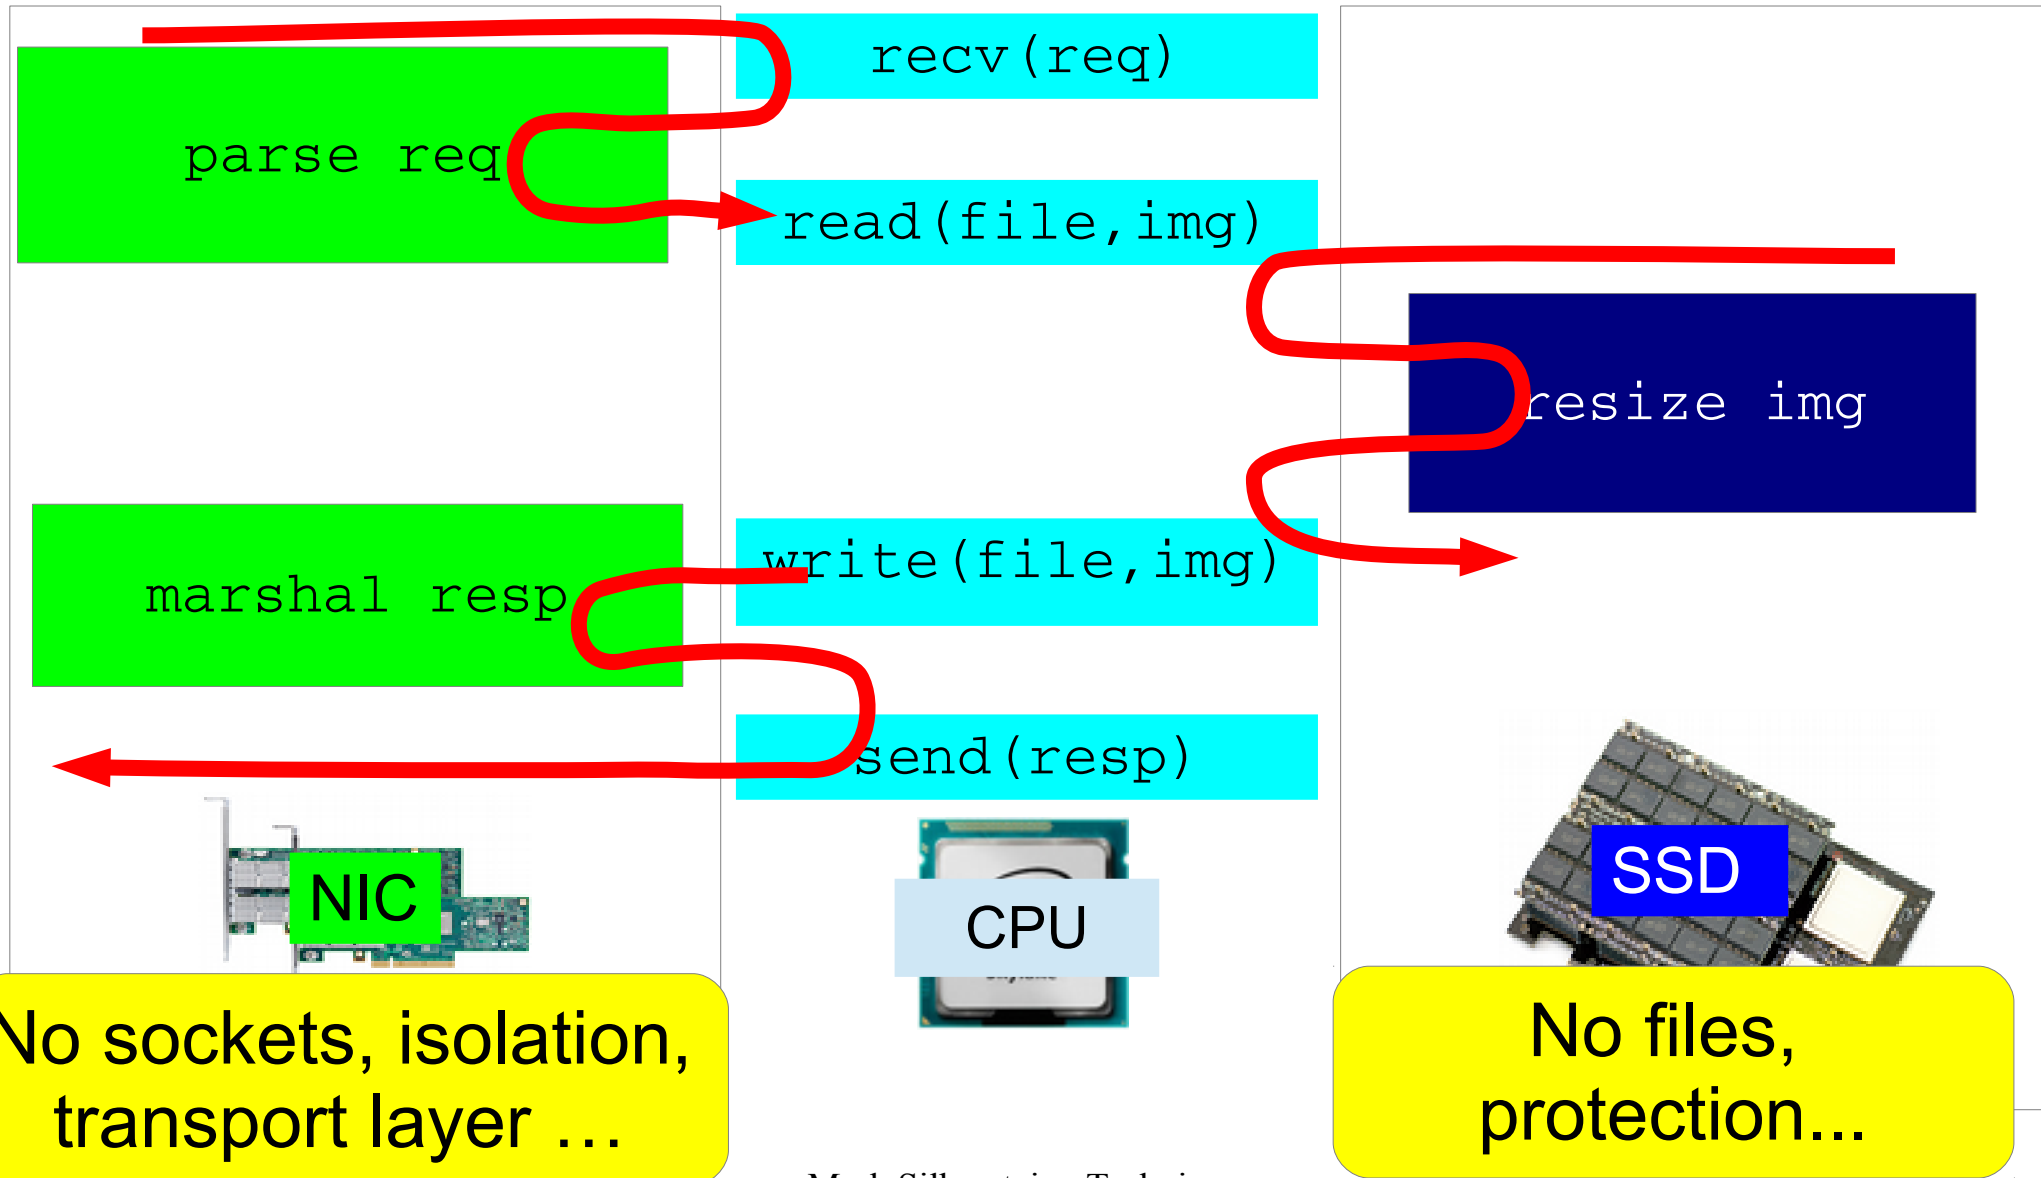 recv(req)
parse req
read(file,img)
resize img
write(file,img)
marshal resp
send(resp)
NIC
CPU
SSD
No sockets, isolation,
transport layer …
No files,
protection...